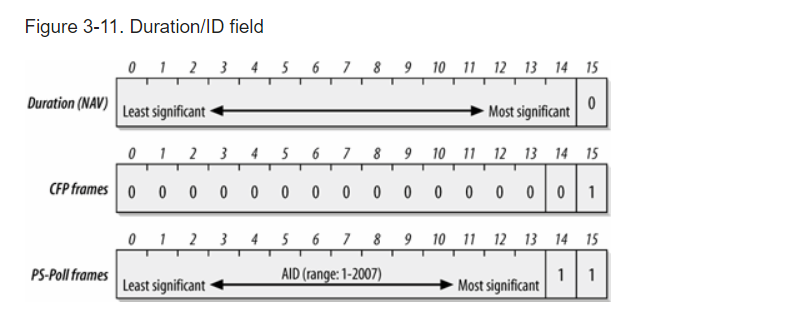 Figure 3-11. Duration/ID field
0 1 2 3 4 5 6 7 8 9 10 11 12 13 14 15
Duration (NAV) Least significant Most significant 0
0 1 2 3 4 5 6 7 8 9 10 11 12 13 14 15
CFP frames 0 0 0 0 0 0 0 0 0 0 0 0 0 0 0 1
0 1 2 3 4 5 6 7 8 9 10 11 12 13 14 15
PS-Poll frames Least significant AID (range: 1-2007) Most significant 1 1